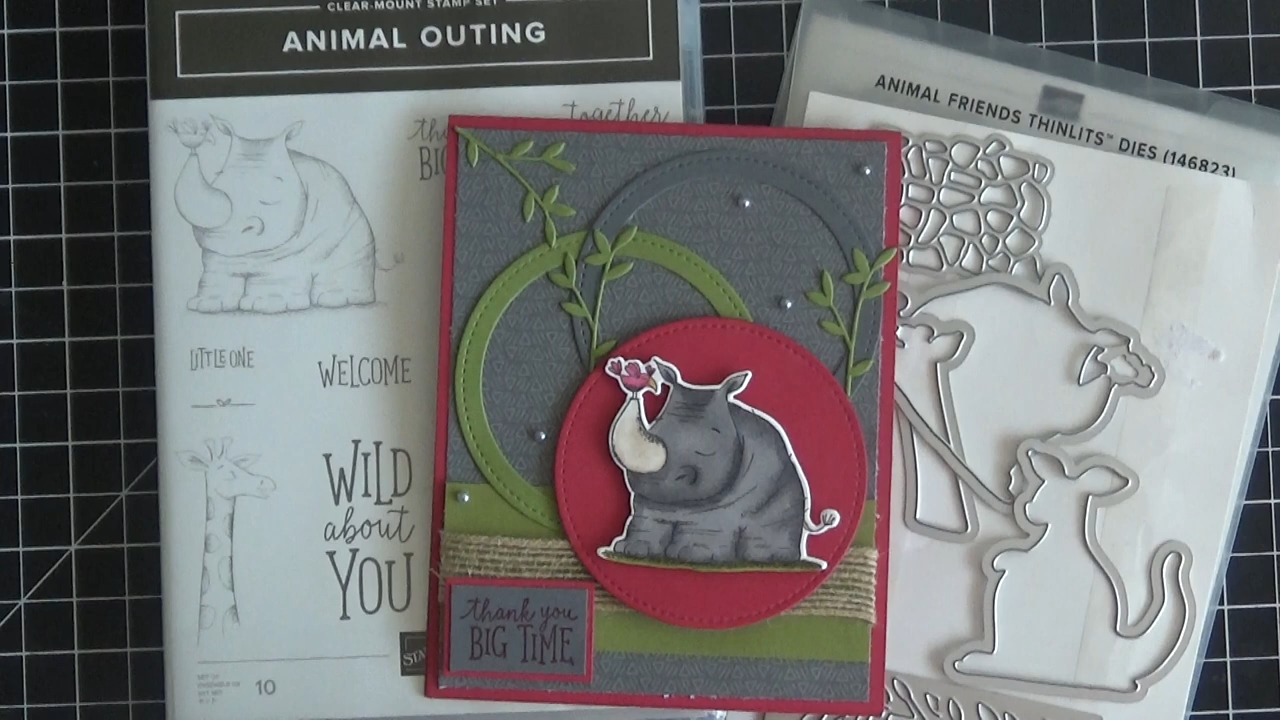 CLEAR-MOUNT STAMP SET
ANIMAL OUTING
together
BIG
LITTLE ONE
WELCOME
WILD
about
YOU
10
thank you
BIG TIME
ANIMAL FRIENDS THINLITS™ DIES (146823)